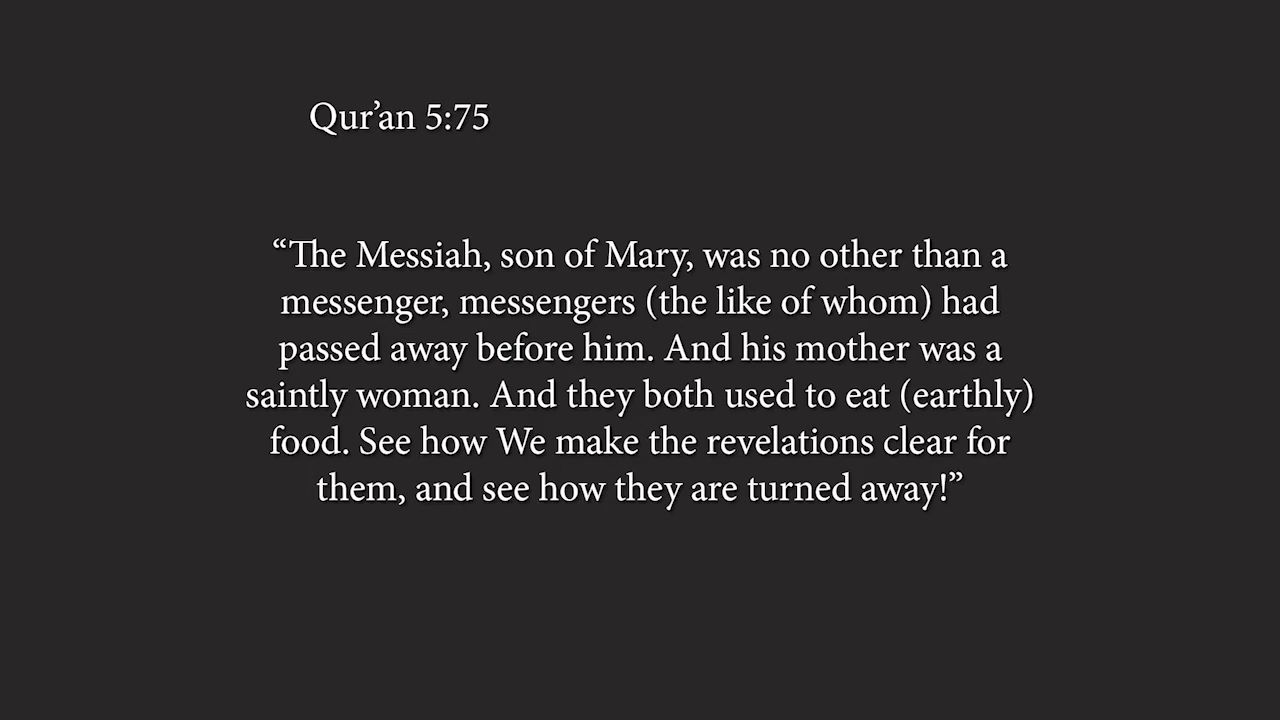 Qur’an 5:75
“The Messiah, son of Mary, was no other than a
messenger, messengers (the like of whom) had
passed away before him. And his mother was a
saintly woman. And they both used to eat (earthly)
food. See how We make the revelations clear for
them, and see how they are turned away!”